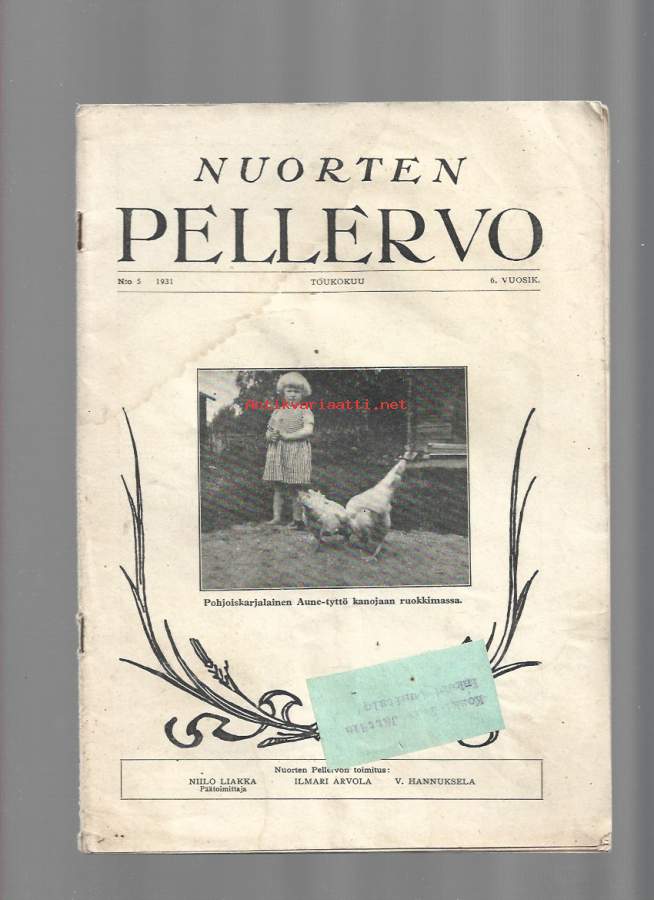 NUORTEN
PELLERVO
N:o 5 1931 TOUKOKUU 6. VUOSIK.
Antikvariaatti.net
Pohjoiskarjalainen Aune-tyttö kanojaan ruokkimassa.
Nuorten Pellervon toimitus:
NIILO LIAKKA ILMARI ARVOLA V. HANNUKSELA
Päätoimittaja